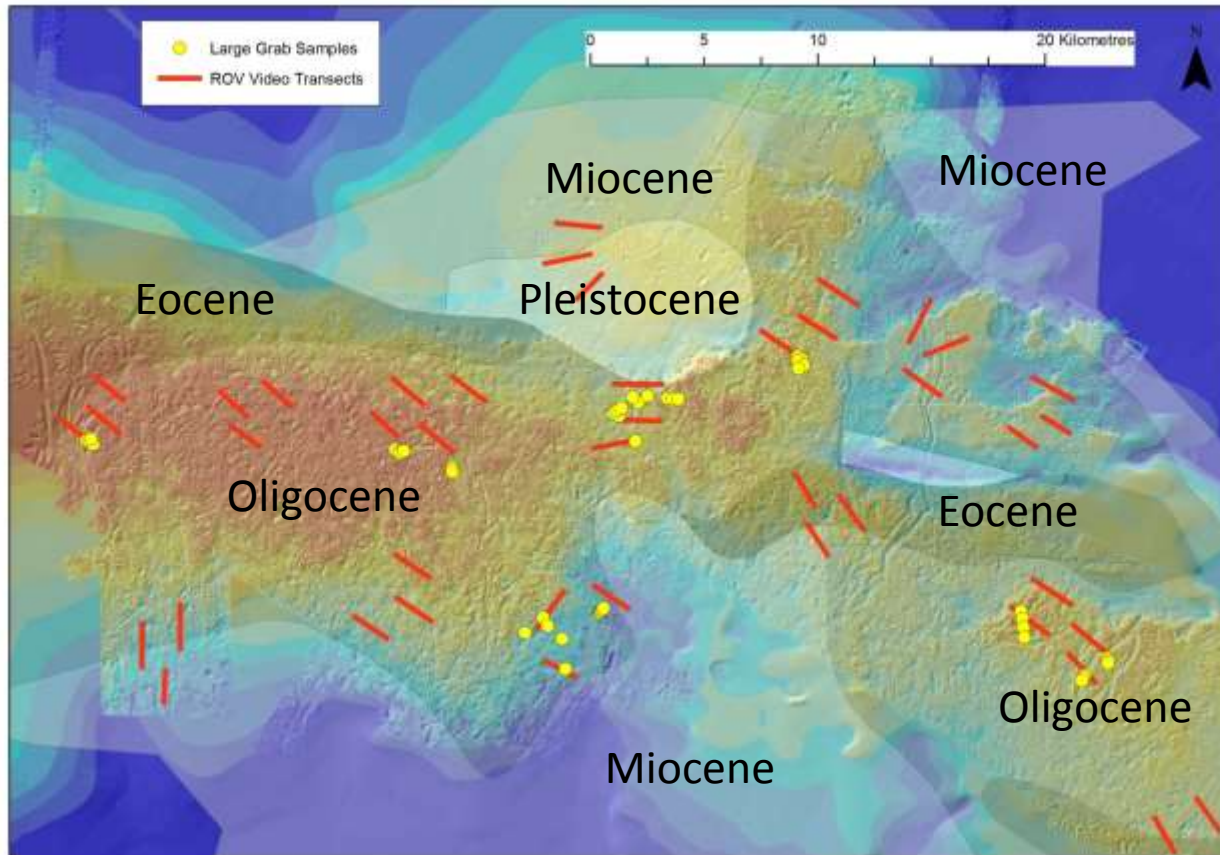 Large Grab Samples
ROV Video Transects
0 5 10 20 Kilometres
N
Miocene
Miocene
Eocene
Pleistocene
Oligocene
Eocene
Oligocene
Miocene